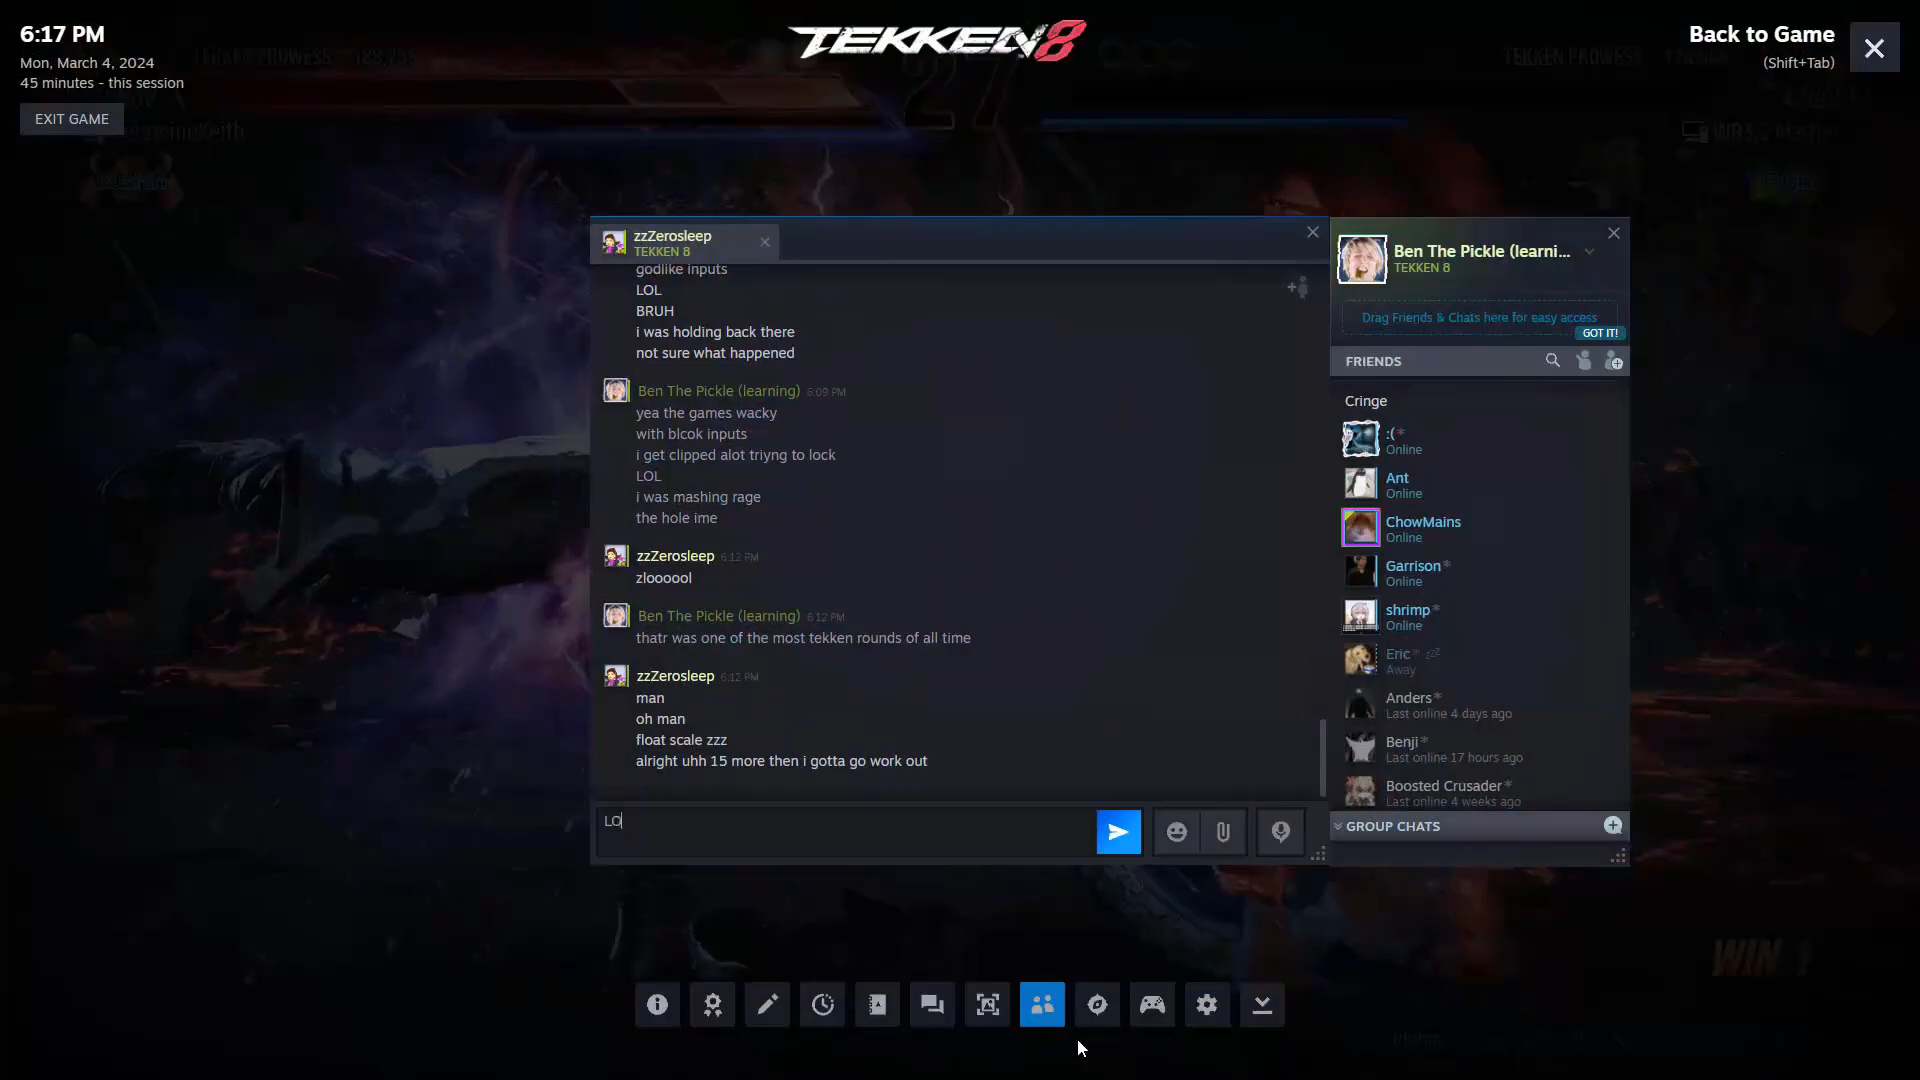 6:17 PM
Mon, March 4, 2024
45 minutes - this session
EXIT GAME
TEKKEN 8
Back to Game
(Shift+Tab)
TEKKEN PROWESS
TEKKEN PROWESS
27
zzZerosleep
TEKKEN 8
godlike inputs
LOL
BRUH
i was holding back there
not sure what happened
Ben The Pickle (learning) 6:09 PM
yea the games wacky
with blcok inputs
i get clipped alot triyng to lock
LOL
i was mashing rage
the hole ime
zzZerosleep 6:12 PM
zloooool
Ben The Pickle (learning) 6:12 PM
thatr was one of the most tekken rounds of all time
zzZerosleep 6:12 PM
man
oh man
float scale zzz
alright uhh 15 more then i gotta go work out
LO
Ben The Pickle (learni...
TEKKEN 8
Drag Friends & Chats here for easy access
GOT IT!
FRIENDS
Cringe
:( *
Online
Ant
Online
ChowMains
Online
Garrison *
Online
shrimp *
Online
Eric * zzZ
Away
Anders *
Last online 4 days ago
Benji *
Last online 17 hours ago
Boosted Crusader *
Last online 4 weeks ago
GROUP CHATS
WIN